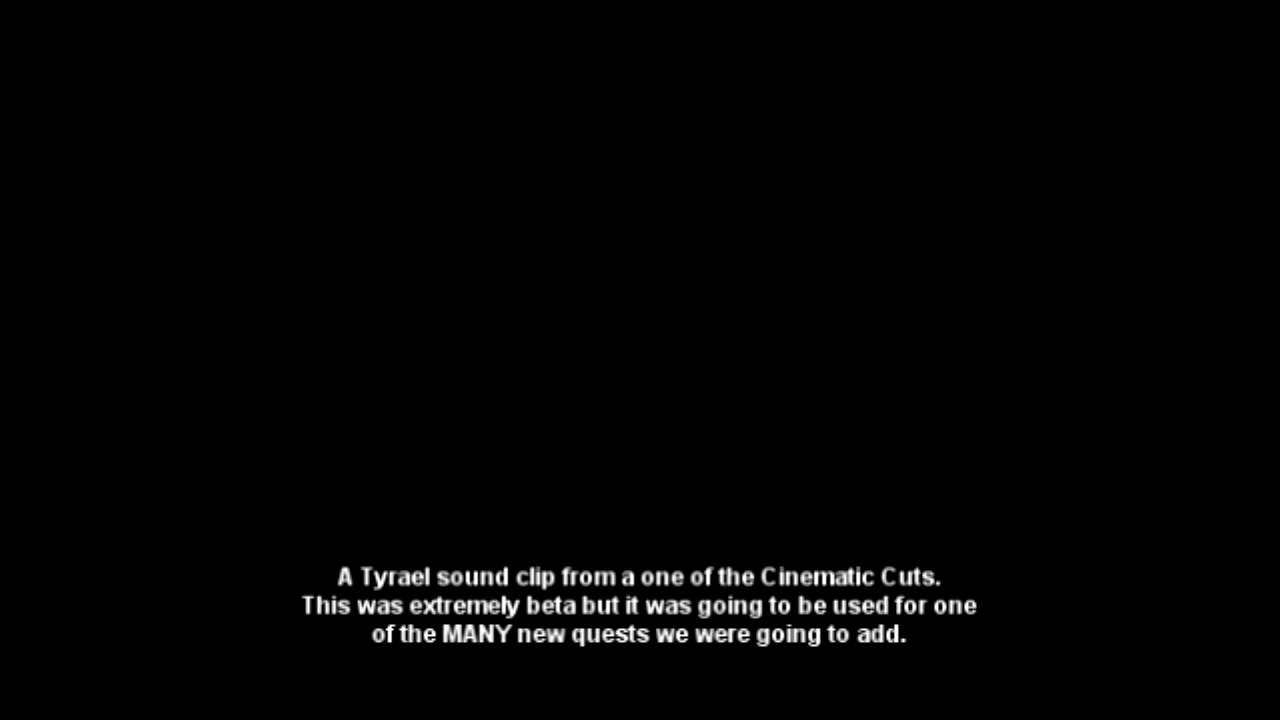 A Tyrael sound clip from a one of the Cinematic Cuts.
This was extremely beta but it was going to be used for one
of the MANY new quests we were going to add.